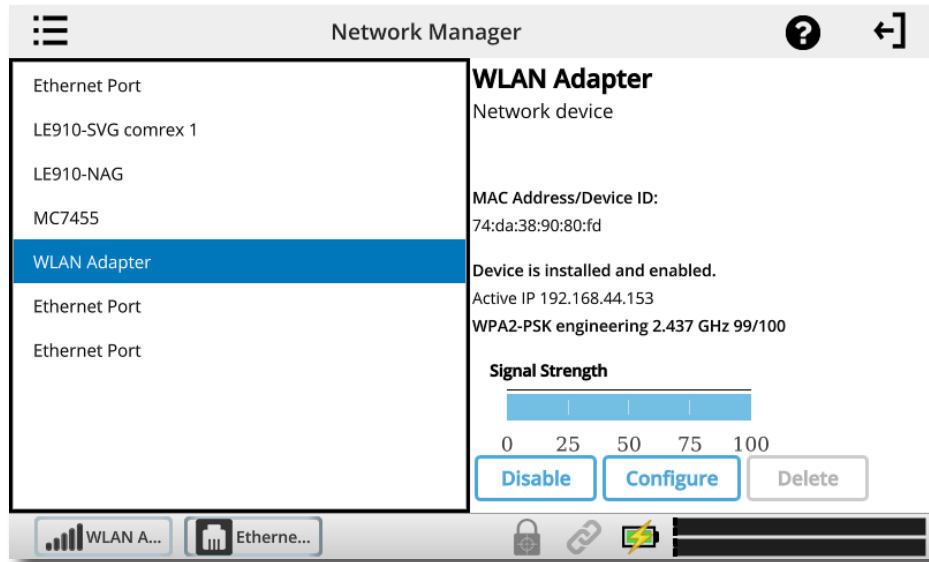 Network Manager
?
Ethernet Port
LE910-SVG comrex 1
LE910-NAG
MC7455
WLAN Adapter
Ethernet Port
Ethernet Port
WLAN Adapter
Network device
MAC Address/Device ID:
74:da:38:90:80:fd
Device is installed and enabled.
Active IP 192.168.44.153
WPA2-PSK engineering 2.437 GHz 99/100
Signal Strength
0 25 50 75 100
Disable Configure Delete
WLAN A... Etherne...